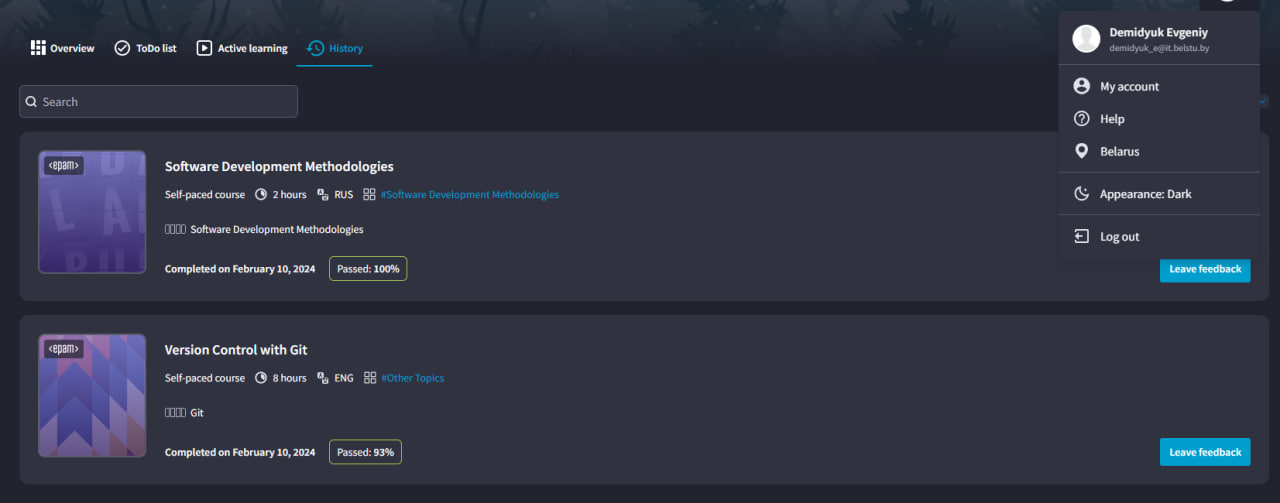 Overview ToDo list Active learning History
Demidyuk Evgeniy
demidyuk_e@it.belstu.by
My account
Help
Belarus
Appearance: Dark
Log out
Search
<epam>
Software Development Methodologies
Self-paced course 2 hours RUS #Software Development Methodologies
Software Development Methodologies
Completed on February 10, 2024 Passed: 100% Leave feedback
<epam>
Version Control with Git
Self-paced course 8 hours ENG #Other Topics
Git
Completed on February 10, 2024 Passed: 93% Leave feedback